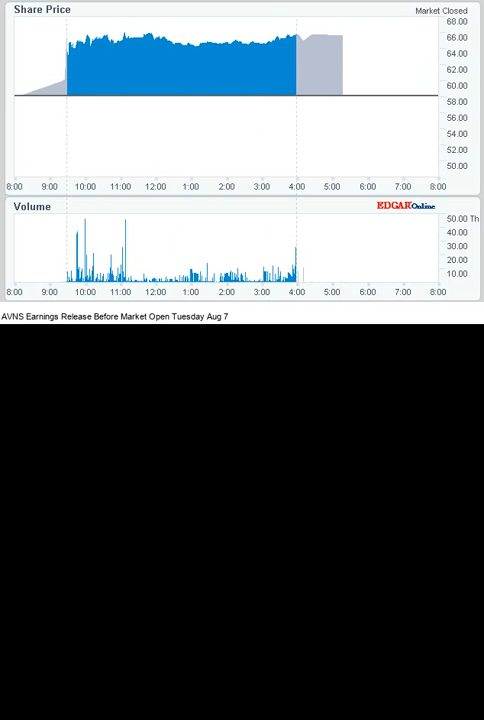 Share Price
Market Closed
68.00
66.00
64.00
62.00
60.00
58.00
56.00
54.00
52.00
50.00
8:00 9:00 10:00 11:00 12:00 1:00 2:00 3:00 4:00 5:00 6:00 7:00 8:00
Volume
EDGAROnline
50.00 Th
40.00
30.00
20.00
10.00
8:00 9:00 10:00 11:00 12:00 1:00 2:00 3:00 4:00 5:00 6:00 7:00 8:00
AVNS Earnings Release Before Market Open Tuesday Aug 7